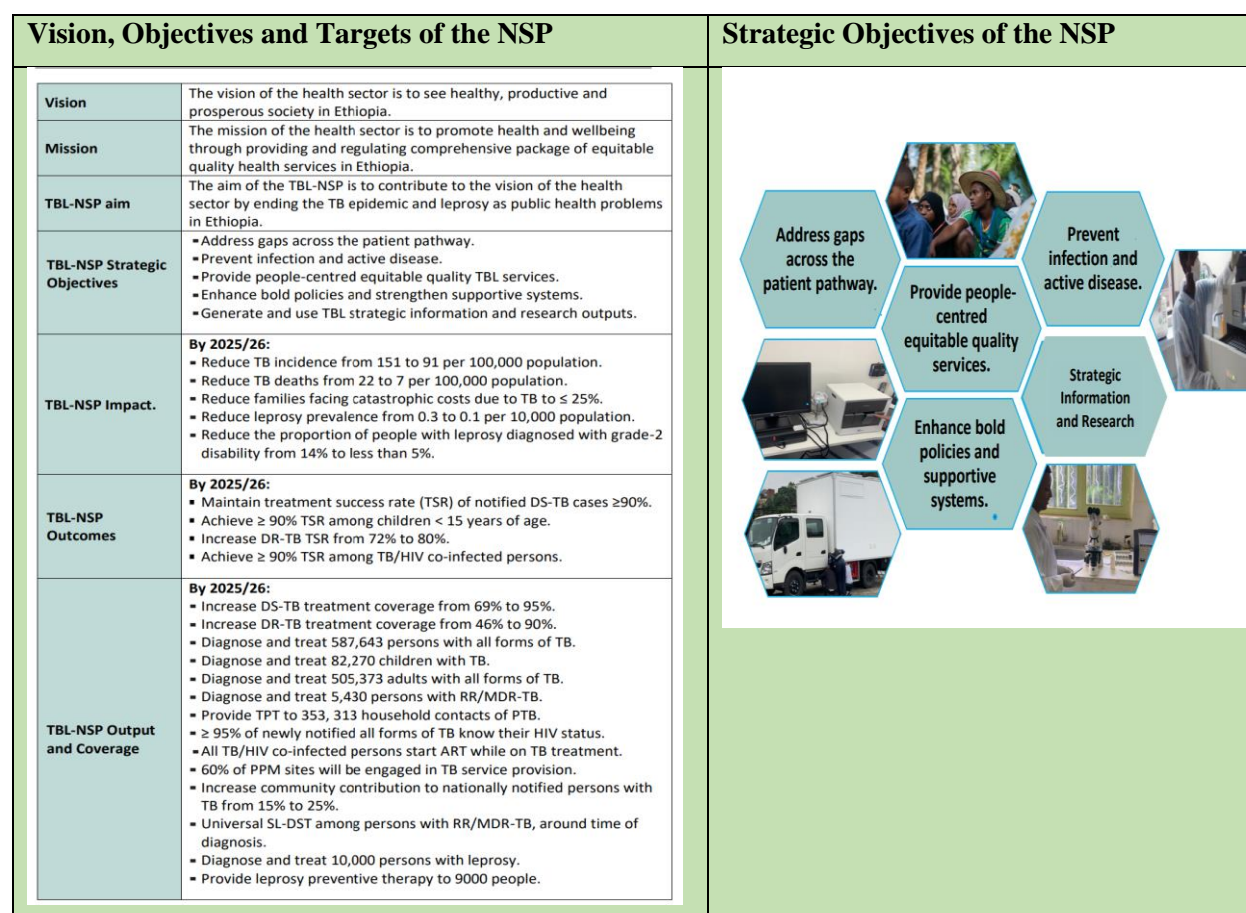 Vision, Objectives and Targets of the NSP
Vision
The vision of the health sector is to see healthy, productive and
prosperous society in Ethiopia.
Mission
The mission of the health sector is to promote health and wellbeing
through providing and regulating comprehensive package of equitable
quality health services in Ethiopia.
TBL-NSP aim
The aim of the TBL-NSP is to contribute to the vision of the health
sector by ending the TB epidemic and leprosy as public health problems
in Ethiopia.
TBL-NSP Strategic
Objectives
▪Address gaps across the patient pathway.
▪Prevent infection and active disease.
▪Provide people-centred equitable quality TBL services.
▪Enhance bold policies and strengthen supportive systems.
▪Generate and use TBL strategic information and research outputs.
TBL-NSP Impact.
By 2025/26:
▪ Reduce TB incidence from 151 to 91 per 100,000 population.
▪ Reduce TB deaths from 22 to 7 per 100,000 population.
▪ Reduce families facing catastrophic costs due to TB to ≤ 25%.
▪ Reduce leprosy prevalence from 0.3 to 0.1 per 10,000 population.
▪ Reduce the proportion of people with leprosy diagnosed with grade-2
disability from 14% to less than 5%.
TBL-NSP
Outcomes
By 2025/26:
▪ Maintain treatment success rate (TSR) of notified DS-TB cases ≥90%.
▪ Achieve ≥ 90% TSR among children < 15 years of age.
▪ Increase DR-TB TSR from 72% to 80%.
▪ Achieve ≥ 90% TSR among TB/HIV co-infected persons.
TBL-NSP Output
and Coverage
By 2025/26:
▪ Increase DS-TB treatment coverage from 69% to 95%.
▪ Increase DR-TB treatment coverage from 46% to 90%.
▪ Diagnose and treat 587,643 persons with all forms of TB.
▪ Diagnose and treat 82,270 children with TB.
▪ Diagnose and treat 505,373 adults with all forms of TB.
▪ Diagnose and treat 5,430 persons with RR/MDR-TB.
▪ Provide TPT to 353, 313 household contacts of PTB.
▪ ≥ 95% of newly notified all forms of TB know their HIV status.
▪All TB/HIV co-infected persons start ART while on TB treatment.
▪ 60% of PPM sites will be engaged in TB service provision.
▪ Increase community contribution to nationally notified persons with
TB from 15% to 25%.
▪ Universal SL-DST among persons with RR/MDR-TB, around time of
diagnosis.
▪ Diagnose and treat 10,000 persons with leprosy.
▪ Provide leprosy preventive therapy to 9000 people.
Strategic Objectives of the NSP
Address gaps
across the
patient pathway.
Prevent
infection and
active disease.
Provide people-
centred
equitable quality
services.
Strategic
Information
and Research
Enhance bold
policies and
supportive
systems.